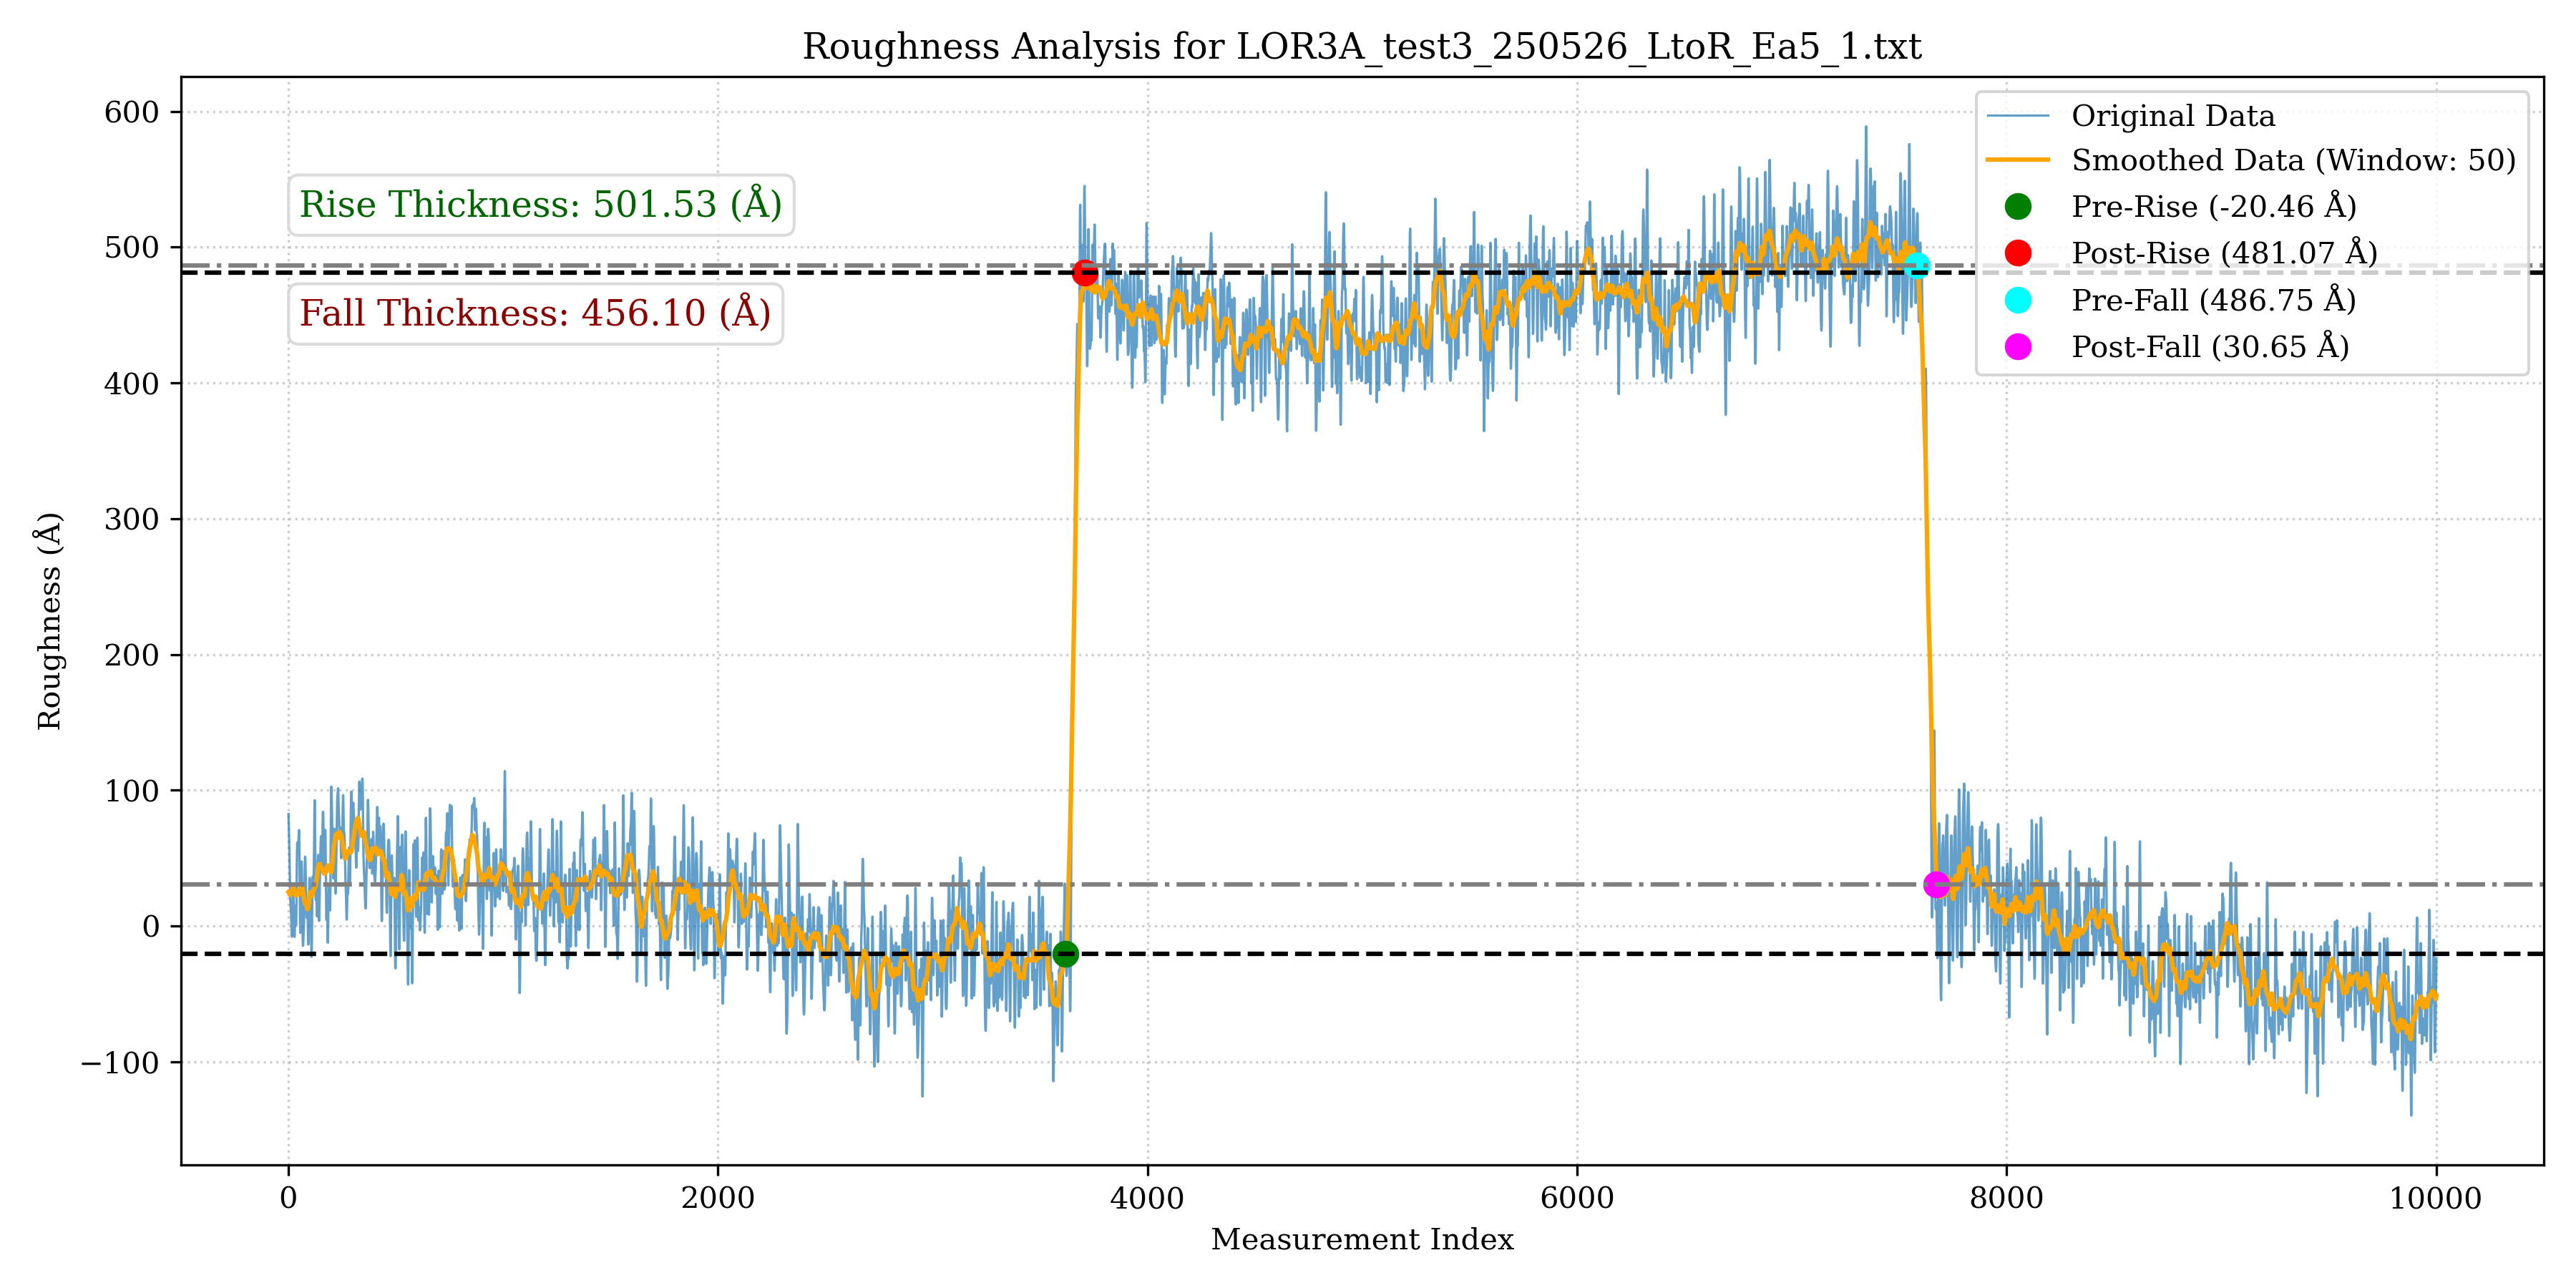 Roughness Analysis for LOR3A_test3_250526_LtoR_Ea5_1.txt
Original Data
Smoothed Data (Window: 50)
Pre-Rise (-20.46 Å)
Post-Rise (481.07 Å)
Pre-Fall (486.75 Å)
Post-Fall (30.65 Å)
Rise Thickness: 501.53 (Å)
Fall Thickness: 456.10 (Å)
Roughness (Å)
600
500
400
300
200
100
0
−100
0
2000
4000
6000
8000
10000
Measurement Index